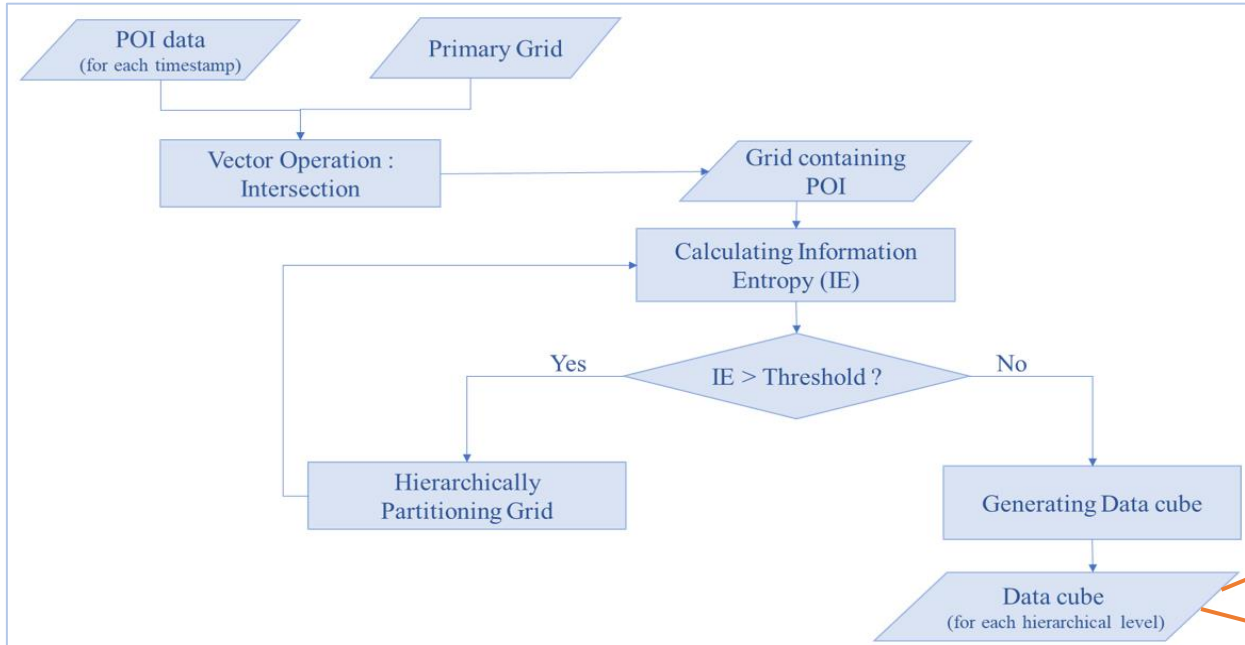 POI data
(for each timestamp)
Primary Grid
Vector Operation :
Intersection
Grid containing
POI
Calculating Information
Entropy (IE)
Yes
IE > Threshold ?
No
Hierarchically
Partitioning Grid
Generating Data cube
Data cube
(for each hierarchical level)